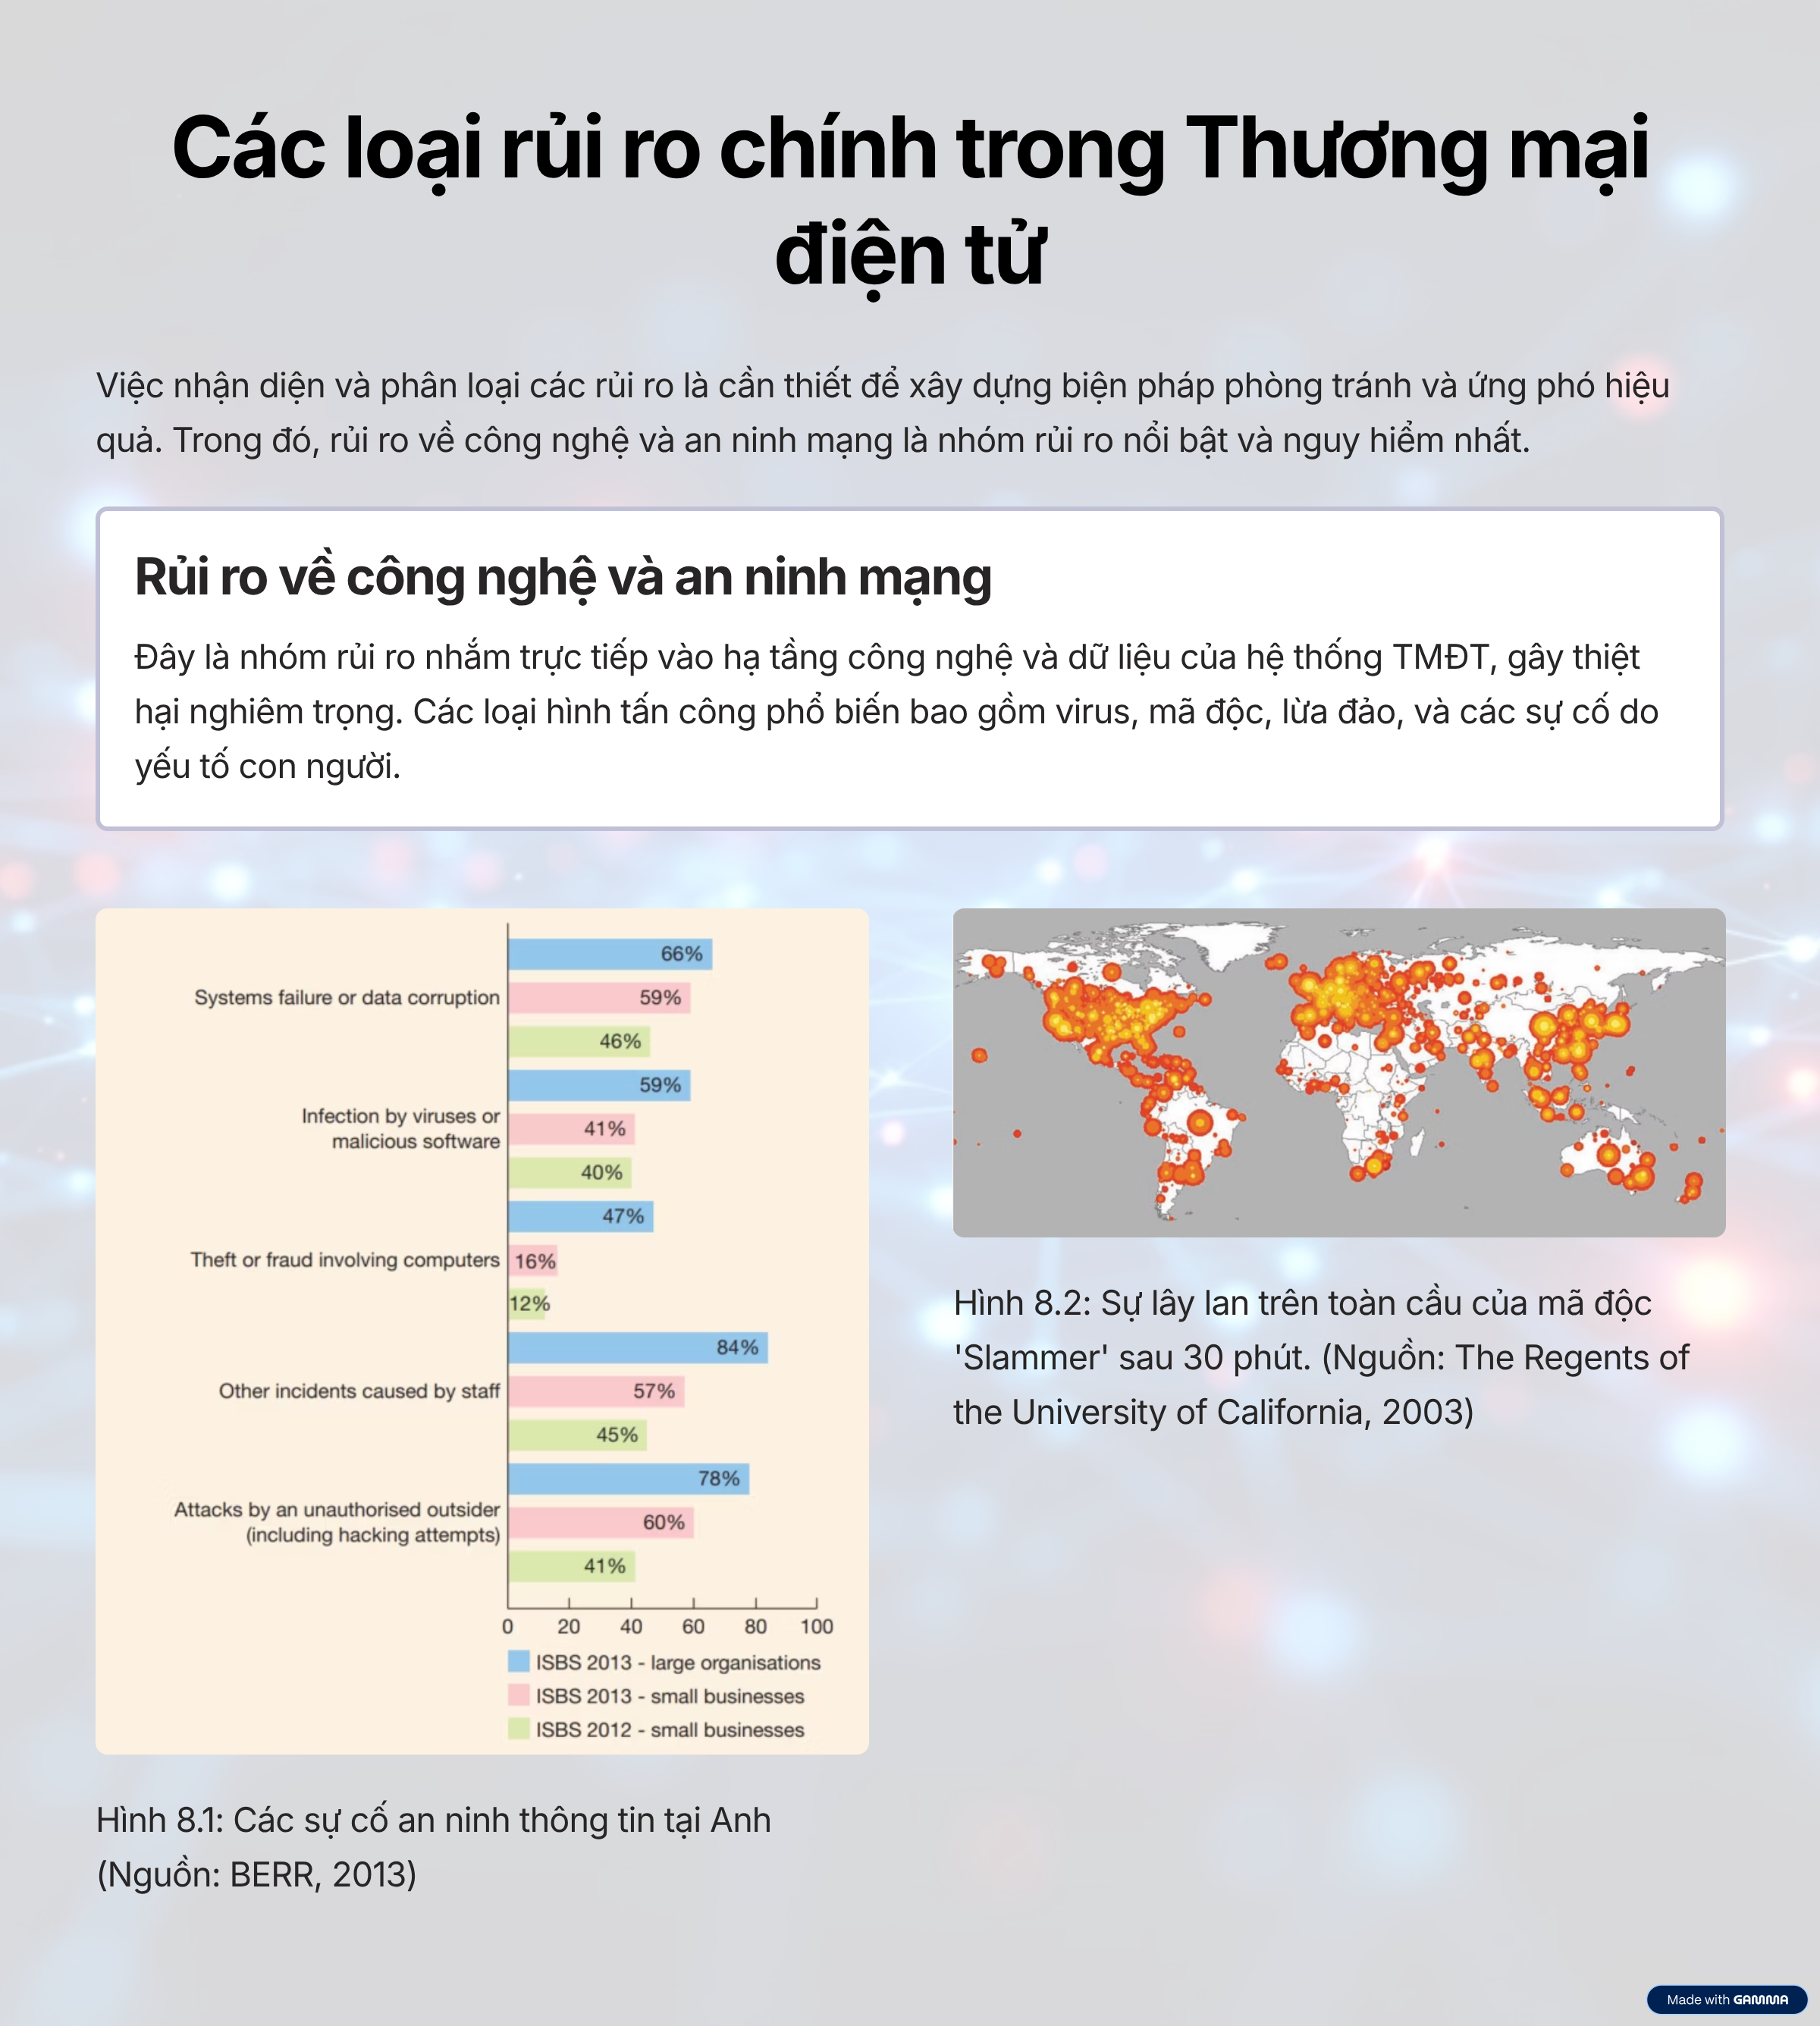 Các loại rủi ro chính trong Thương mại
điện tử
Việc nhận diện và phân loại các rủi ro là cần thiết để xây dựng biện pháp phòng tránh và ứng phó hiệu
quả. Trong đó, rủi ro về công nghệ và an ninh mạng là nhóm rủi ro nổi bật và nguy hiểm nhất.
Rủi ro về công nghệ và an ninh mạng
Đây là nhóm rủi ro nhắm trực tiếp vào hạ tầng công nghệ và dữ liệu của hệ thống TMĐT, gây thiệt
hại nghiêm trọng. Các loại hình tấn công phổ biến bao gồm virus, mã độc, lừa đảo, và các sự cố do
yếu tố con người.
66%
Systems failure or data corruption
59%
46%
59%
Infection by viruses or
malicious software
41%
40%
47%
Theft or fraud involving computers
16%
12%
84%
Other incidents caused by staff
57%
45%
78%
Attacks by an unauthorised outsider
(including hacking attempts)
60%
41%
0 20 40 60 80 100
ISBS 2013 - large organisations
ISBS 2013 - small businesses
ISBS 2012 - small businesses
Hình 8.1: Các sự cố an ninh thông tin tại Anh
(Nguồn: BERR, 2013)
Hình 8.2: Sự lây lan trên toàn cầu của mã độc
'Slammer' sau 30 phút. (Nguồn: The Regents of
the University of California, 2003)
Made with GAMMA